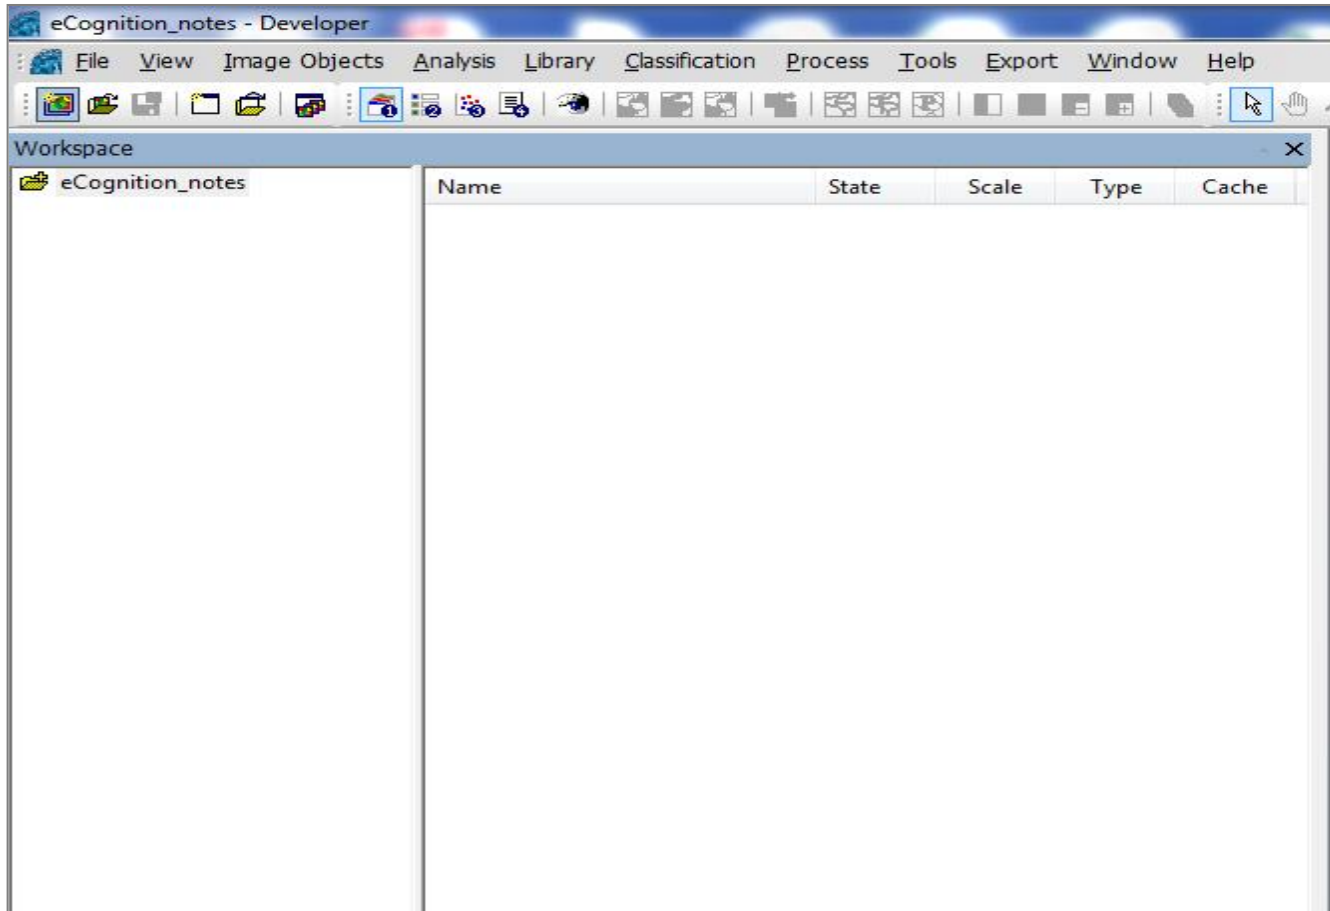 eCognition_notes - Developer
File View Image Objects Analysis Library Classification Process Tools Export Window Help
Workspace
eCognition_notes
Name State Scale Type Cache